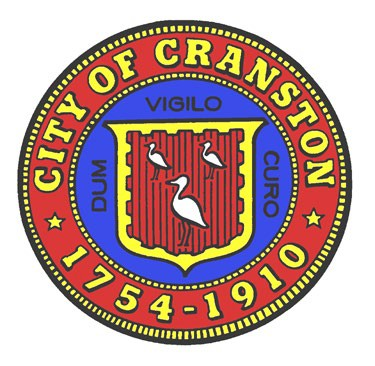 CITY OF CRANSTON
DUM VIGILO CURO
1754-1910